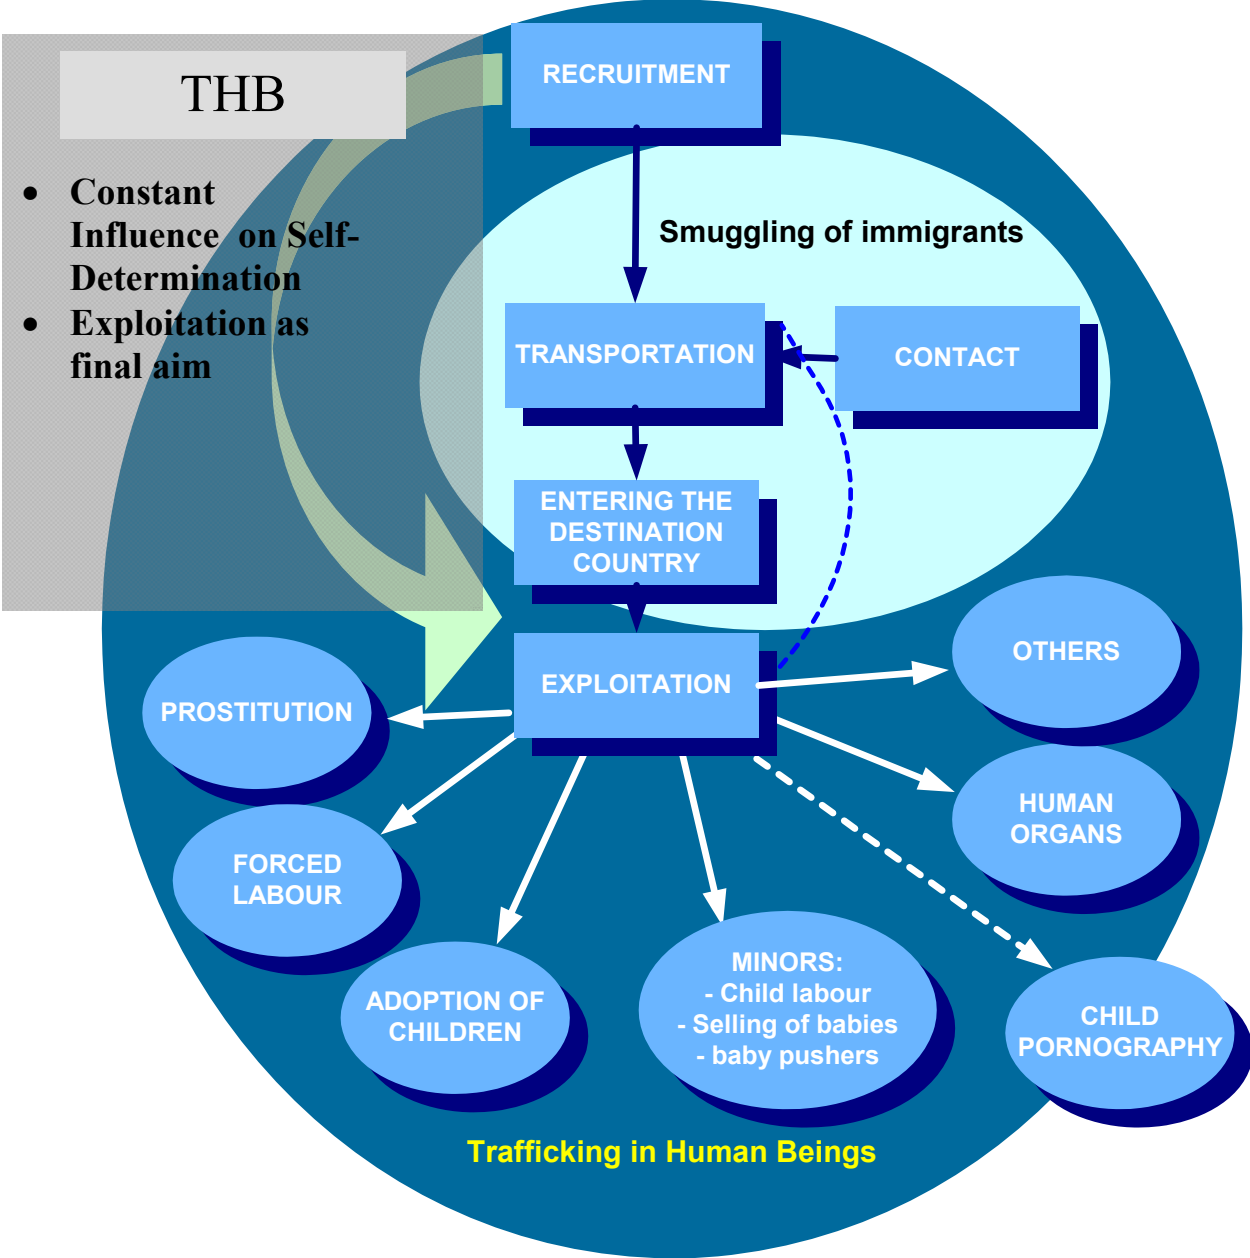 THB
• Constant
Influence on Self-
Determination
• Exploitation as
final aim
RECRUITMENT
Smuggling of immigrants
TRANSPORTATION
CONTACT
ENTERING THE
DESTINATION
COUNTRY
EXPLOITATION
OTHERS
PROSTITUTION
HUMAN
ORGANS
FORCED
LABOUR
ADOPTION OF
CHILDREN
MINORS:
- Child labour
- Selling of babies
- baby pushers
CHILD
PORNOGRAPHY
Trafficking in Human Beings